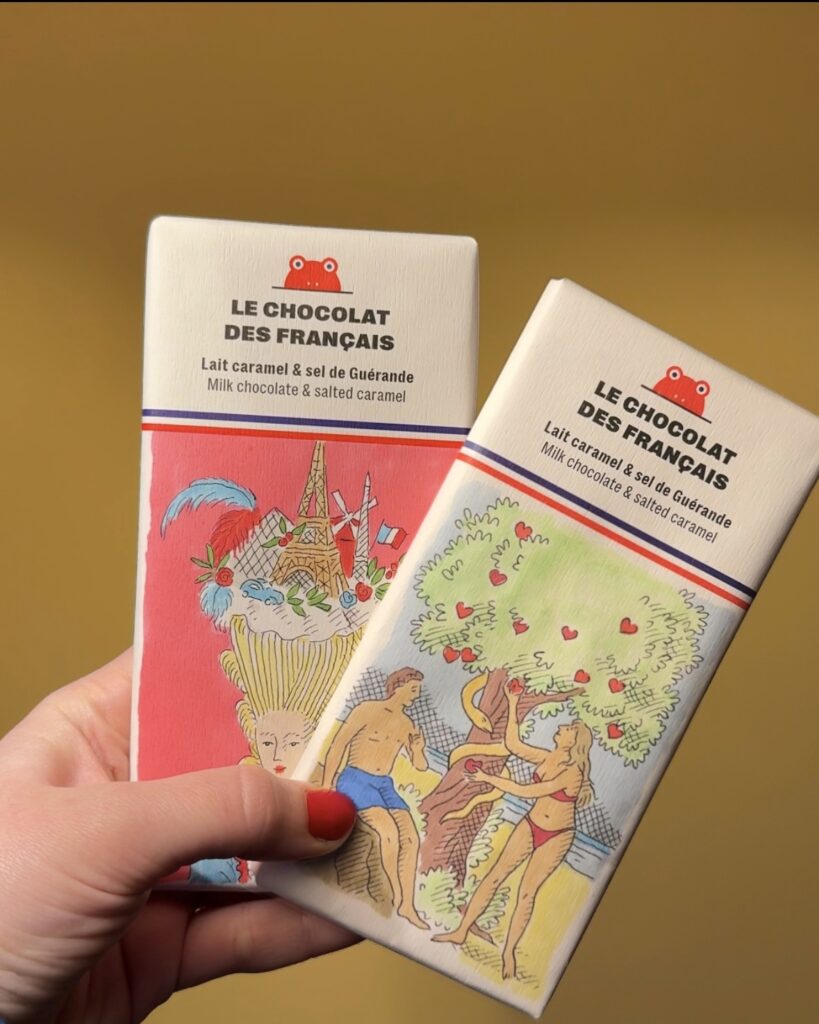 LE CHOCOLAT
DES FRANÇAIS
Lait caramel & sel de Guérande
Milk chocolate & salted caramel
LE CHOCOLAT
DES FRANÇAIS
Lait caramel & sel de Guérande
Milk chocolate & salted caramel